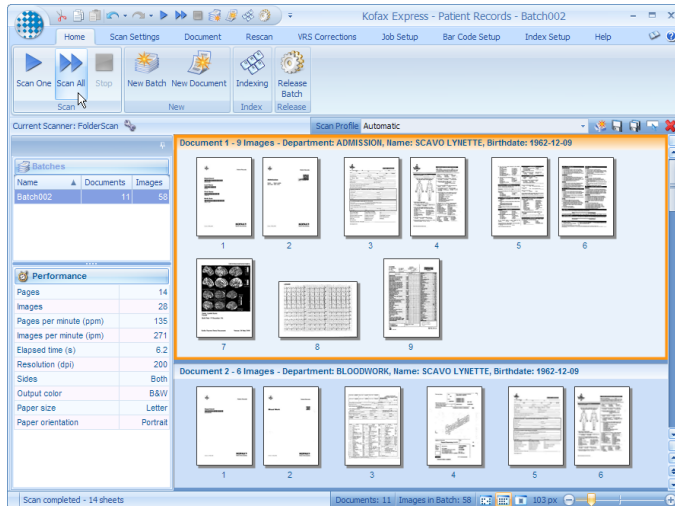 Kofax Express - Patient Records - Batch002
Home Scan Settings Document Rescan VRS Corrections Job Setup Bar Code Setup Index Setup Help
Scan One Scan All Stop New Batch New Document Indexing Release Batch
Scan New Index Release
Current Scanner: FolderScan Scan Profile Automatic
Batches
Name Documents Images
Batch002 11 58
Performance
Pages 14
Images 28
Pages per minute (ppm) 135
Images per minute (ipm) 271
Elapsed time (s) 6.2
Resolution (dpi) 200
Sides Both
Output color B&W
Paper size Letter
Paper orientation Portrait
Document 1 - 9 Images - Department: ADMISSION, Name: SCAVO LYNETTE, Birthdate: 1962-12-09
1 2 3 4 5 6
7 8 9
Document 2 - 6 Images - Department: BLOODWORK, Name: SCAVO LYNETTE, Birthdate: 1962-12-09
1 2 3 4 5 6
Scan completed - 14 sheets Documents: 11 Images in Batch: 58 103 px